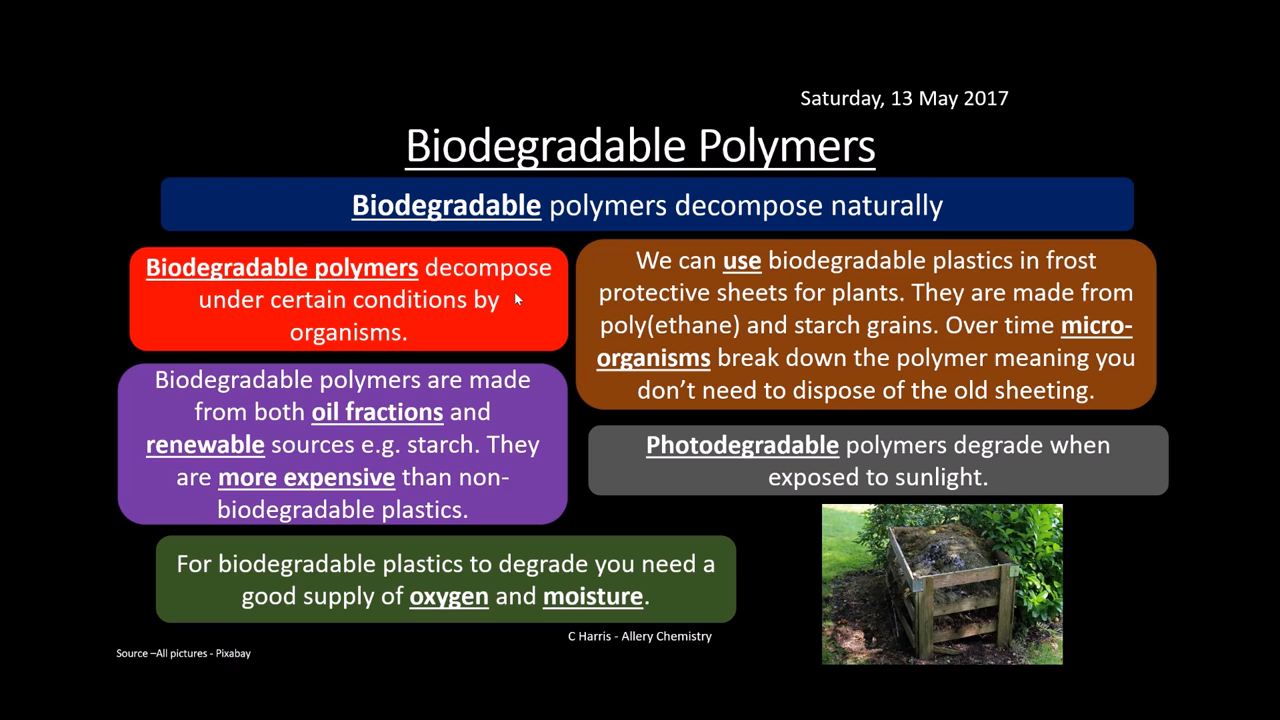 Saturday, 13 May 2017
Biodegradable Polymers
Biodegradable polymers decompose naturally
Biodegradable polymers decompose
under certain conditions by
organisms.
We can use biodegradable plastics in frost
protective sheets for plants. They are made from
poly(ethane) and starch grains. Over time micro-
organisms break down the polymer meaning you
don’t need to dispose of the old sheeting.
Biodegradable polymers are made
from both oil fractions and
renewable sources e.g. starch. They
are more expensive than non-
biodegradable plastics.
Photodegradable polymers degrade when
exposed to sunlight.
For biodegradable plastics to degrade you need a
good supply of oxygen and moisture.
C Harris - Allery Chemistry
Source –All pictures - Pixabay